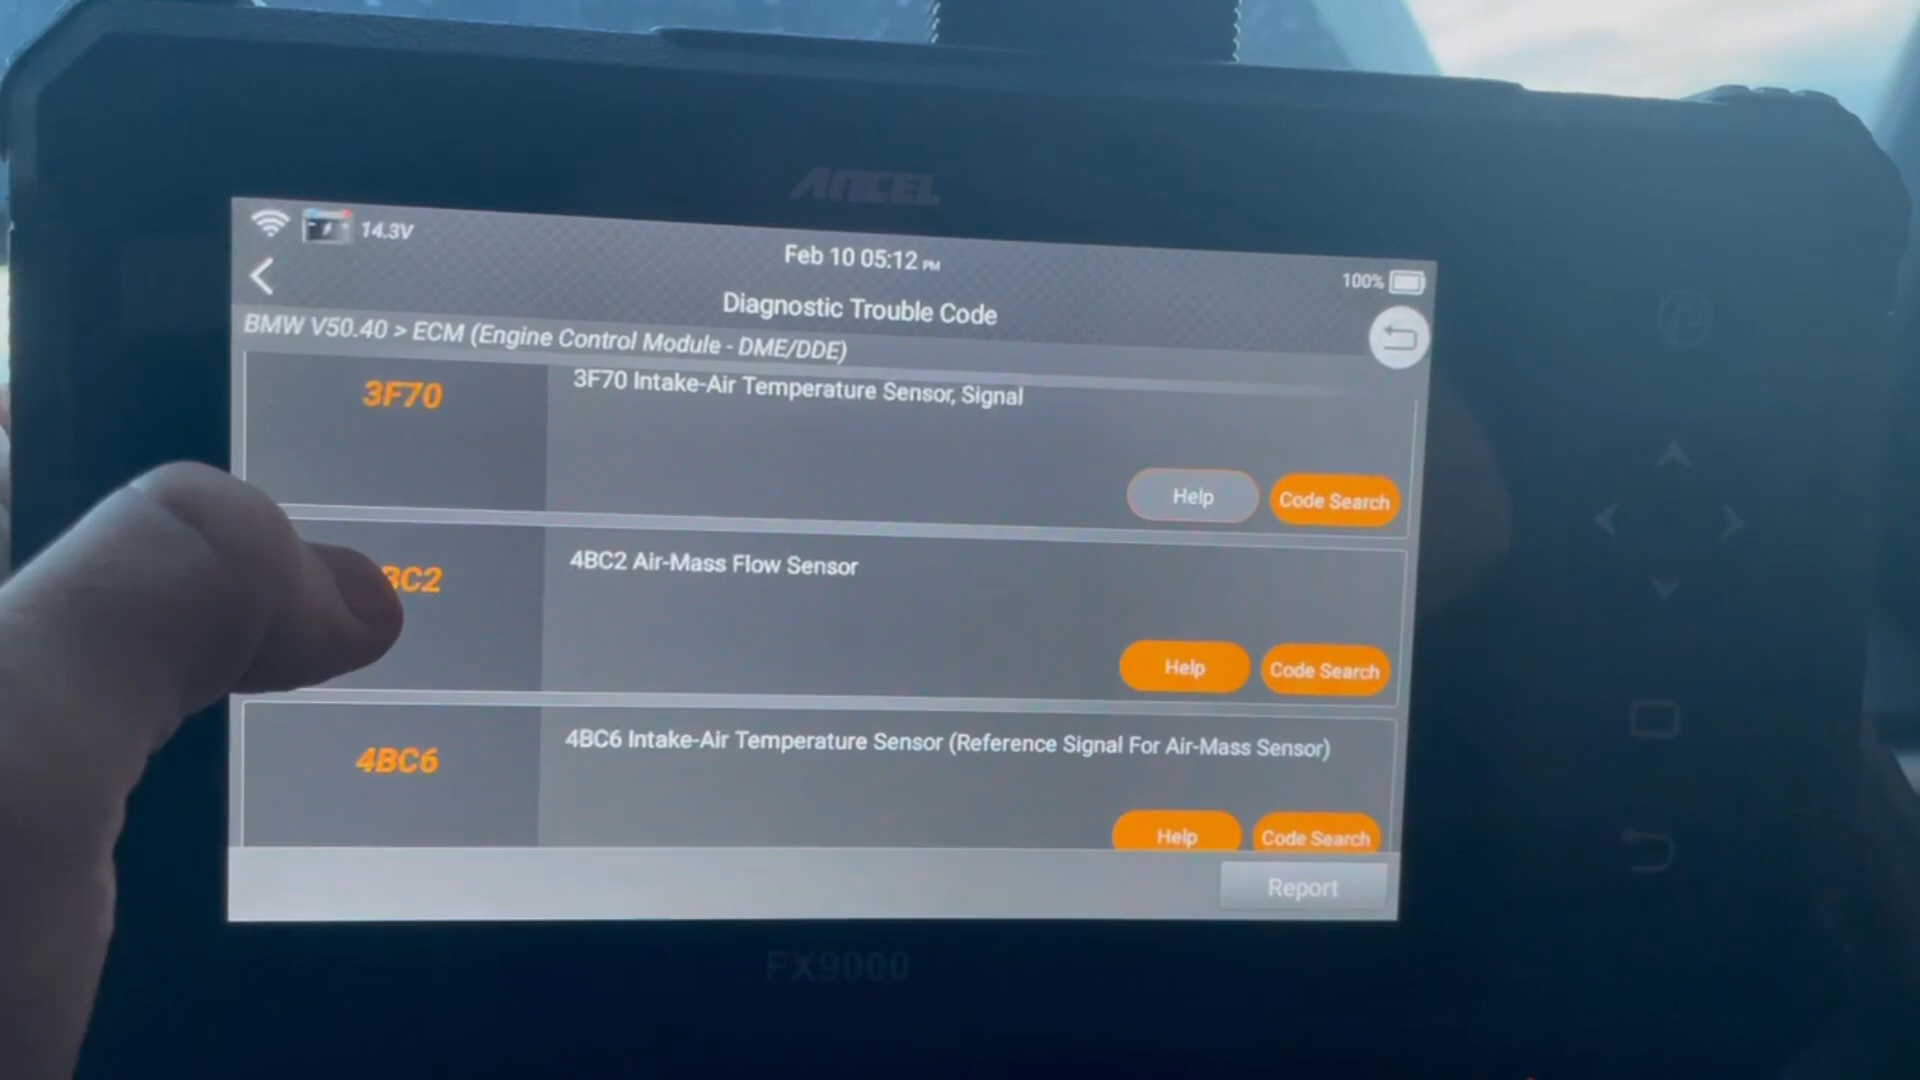 ANCEL
14.3V
Feb 10 05:12 PM
100%
Diagnostic Trouble Code
BMW V50.40 > ECM (Engine Control Module - DME/DDE)
3F70
3F70 Intake-Air Temperature Sensor, Signal
Help
Code Search
BC2
4BC2 Air-Mass Flow Sensor
Help
Code Search
4BC6
4BC6 Intake-Air Temperature Sensor (Reference Signal For Air-Mass Sensor)
Help
Code Search
Report
FX9000